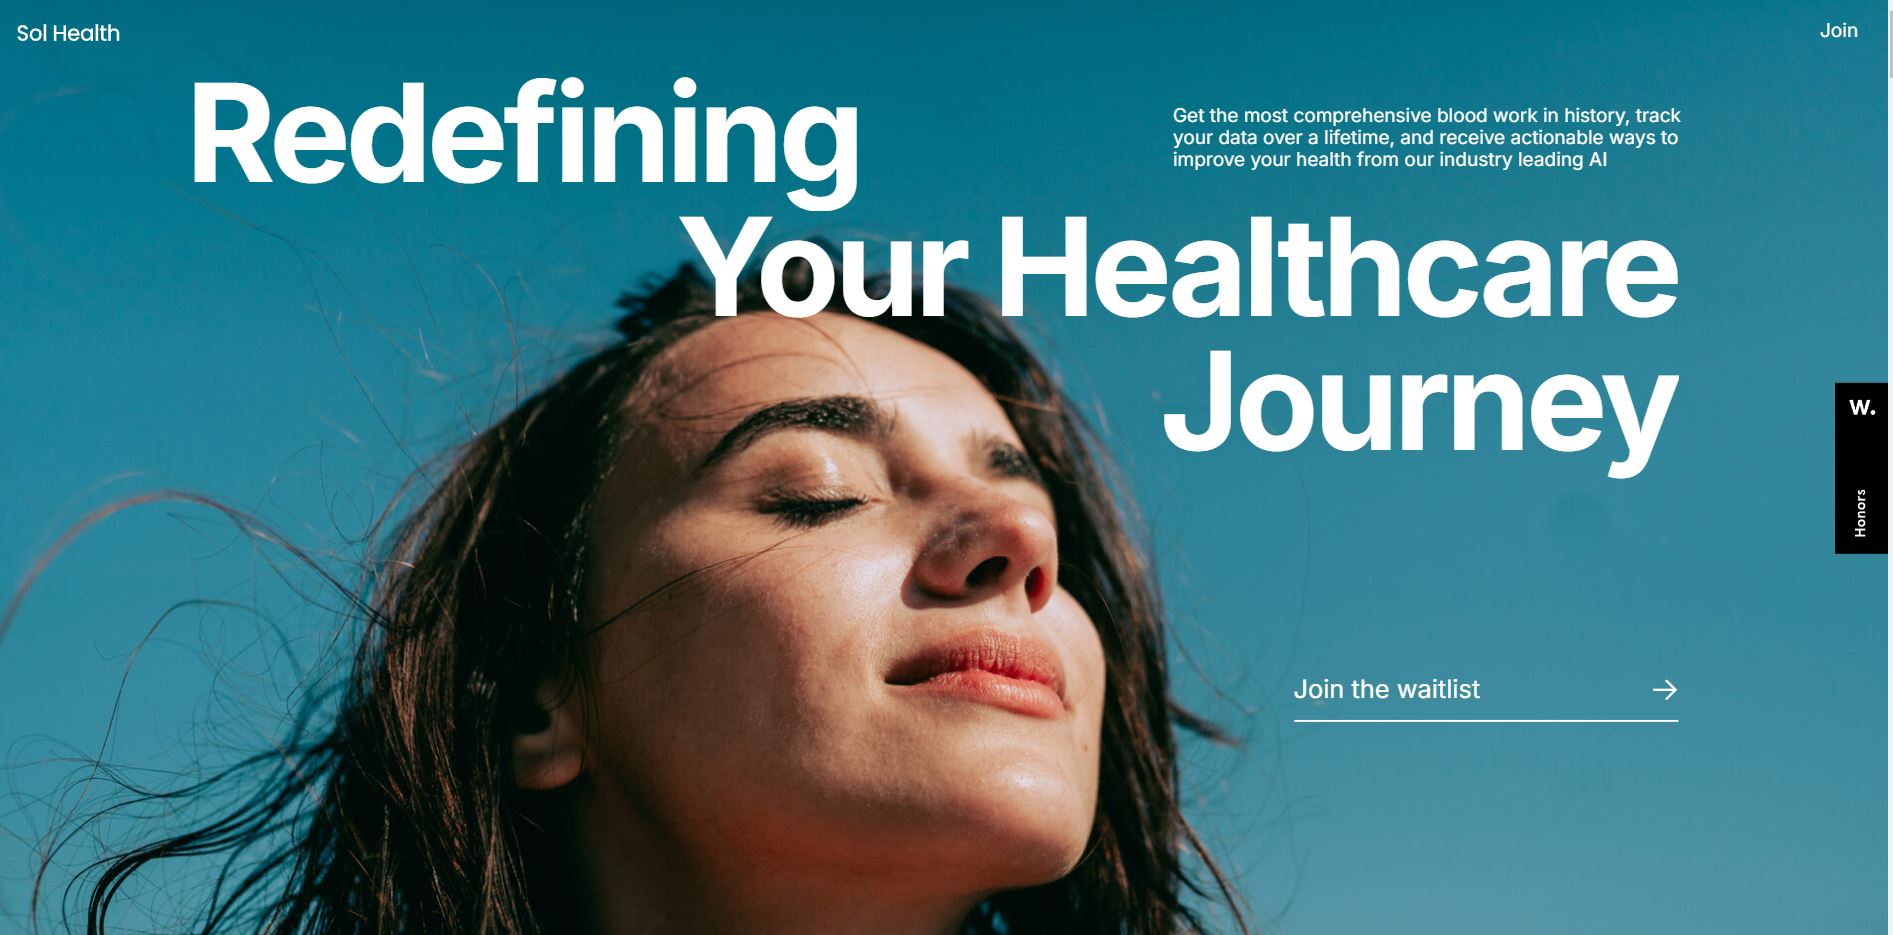 Sol Health
Join
Redefining
Get the most comprehensive blood work in history, track
your data over a lifetime, and receive actionable ways to
improve your health from our industry leading AI
Your Healthcare
Journey
W.
Honors
Join the waitlist